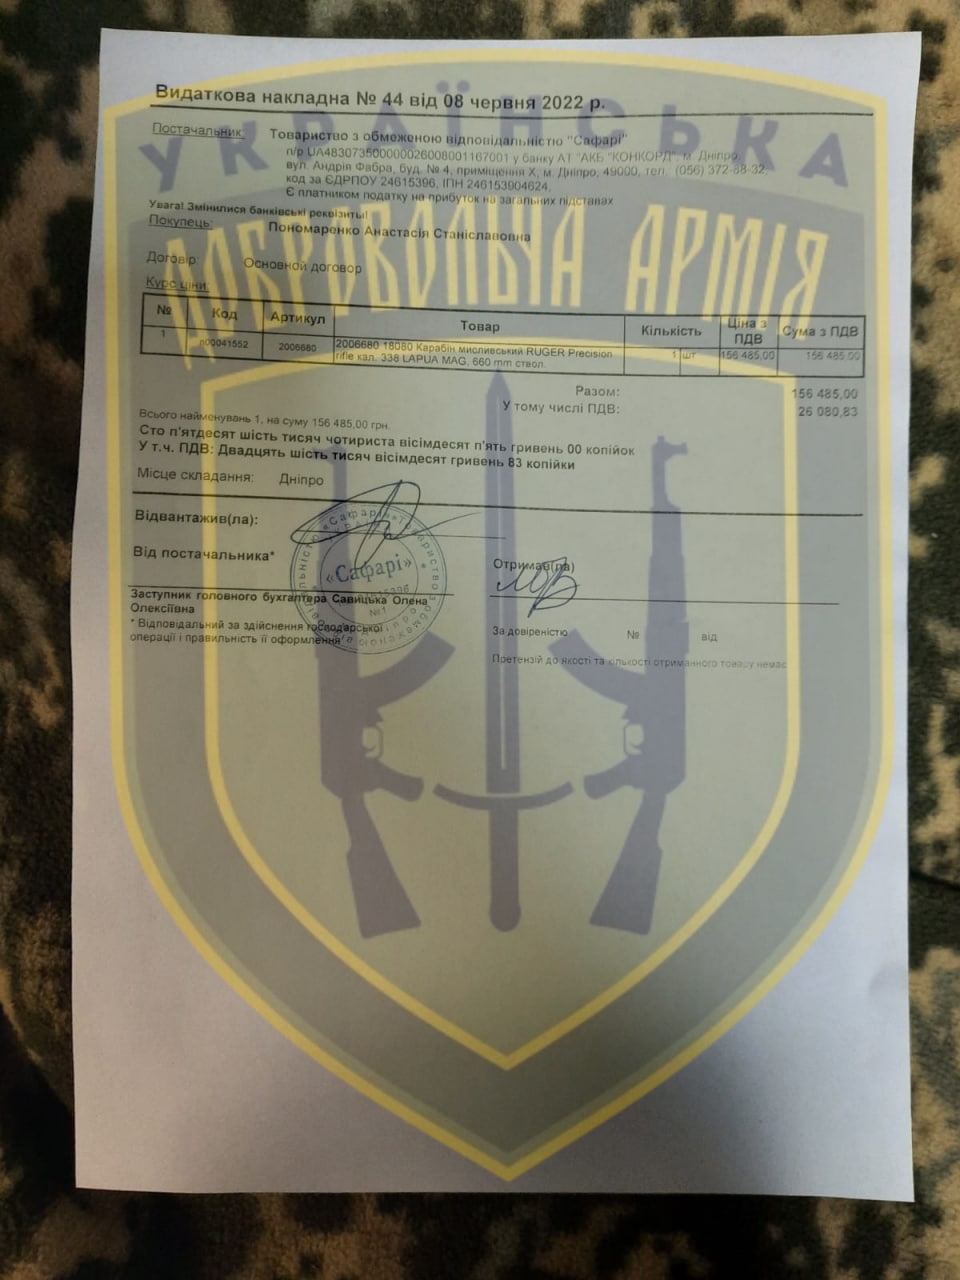 Видаткова накладна № 44 від 08 червня 2022 р.
УКРАЇНСЬКА
ДОБРОВОЛЬЧА АРМІЯ
Постачальник: Товариство з обмеженою відповідальністю "Сафарі"
п/р UA483073500000026008001167001 у банку АТ "АКБ "КОНКОРД", м. Дніпро,
вул. Андрія Фабра, буд. № 4, приміщення X, м. Дніпро, 49000, тел.: (056) 372-88-32,
код за ЄДРПОУ 24615396, ІПН 246153904624,
Є платником податку на прибуток на загальних підставах
Увага! Змінилися банківські реквізити!
Покупець: Пономаренко Анастасія Станіславовна
Договір: Основной договор
Курс ціни:
№ Код Артикул Товар Кількість Ціна з ПДВ Сума з ПДВ
1 n00041552 2006680 2006680 18080 Карабін мисливський RUGER Precision 1 шт 156 485,00 156 485,00
rifle кал. 338 LAPUA MAG, 660 mm ствол.
Разом: 156 485,00
У тому числі ПДВ: 26 080,83
Всього найменувань 1, на суму 156 485,00 грн.
Сто п'ятдесят шість тисяч чотириста вісімдесят п'ять гривень 00 копійок
У т.ч. ПДВ: Двадцять шість тисяч вісімдесят гривень 83 копійки
Місце складання: Дніпро
Відвантажив(ла):
Від постачальника*
Отримав(ла)
«Сафарі»
№1
Заступник головного бухгалтера Савицька Олена
Олексіївна
* Відповідальний за здійснення господарської
операції і правильність її оформлення
За довіреністю № від
Претензій до якості та кількості отриманого товару немає